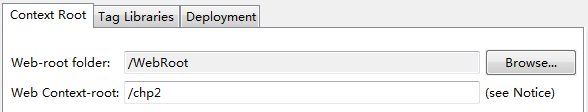 Context Root Tag Libraries Deployment
Web-root folder: /WebRoot Browse...
Web Context-root: /chp2 (see Notice)